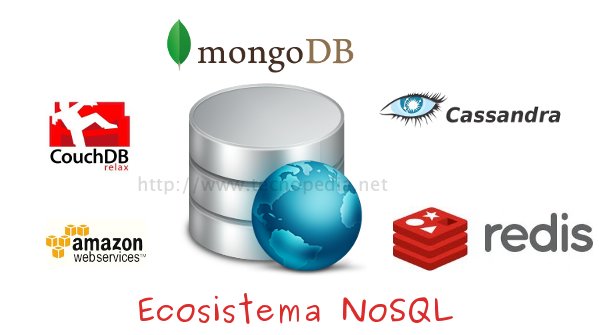 mongoDB
CouchDB
relax
Cassandra
http://www.techopedia.net
amazon
webservices™
redis
Ecosistema NoSQL